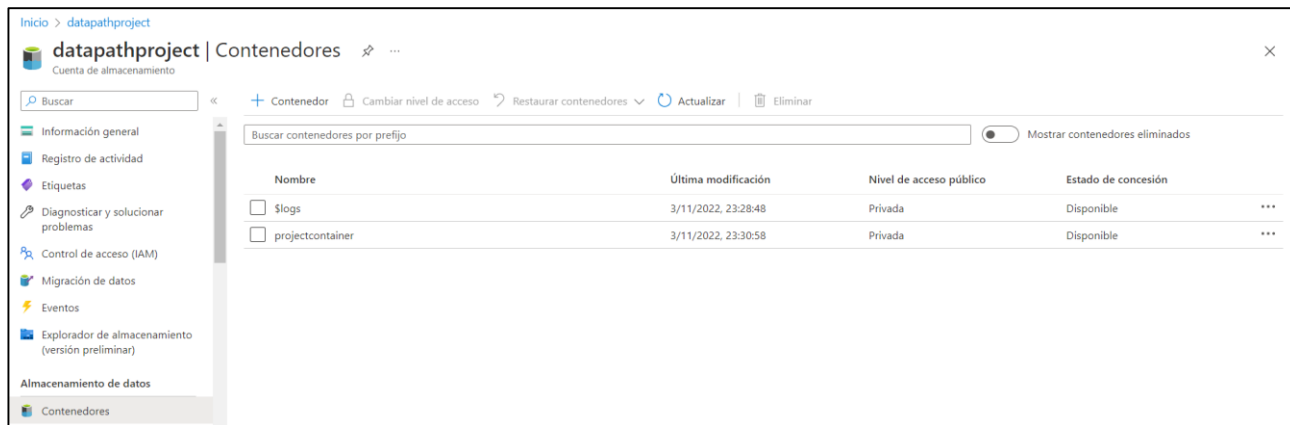 Inicio > datapathproject
datapathproject | Contenedores ...
Cuenta de almacenamiento
Buscar
«
+ Contenedor Cambiar nivel de acceso Restaurar contenedores Actualizar Eliminar
Información general
Registro de actividad
Etiquetas
Diagnosticar y solucionar
problemas
Control de acceso (IAM)
Migración de datos
Eventos
Explorador de almacenamiento
(versión preliminar)
Almacenamiento de datos
Contenedores
Buscar contenedores por prefijo
Mostrar contenedores eliminados
Nombre Última modificación Nivel de acceso público Estado de concesión
$logs 3/11/2022, 23:28:48 Privada Disponible ...
projectcontainer 3/11/2022, 23:30:58 Privada Disponible ...